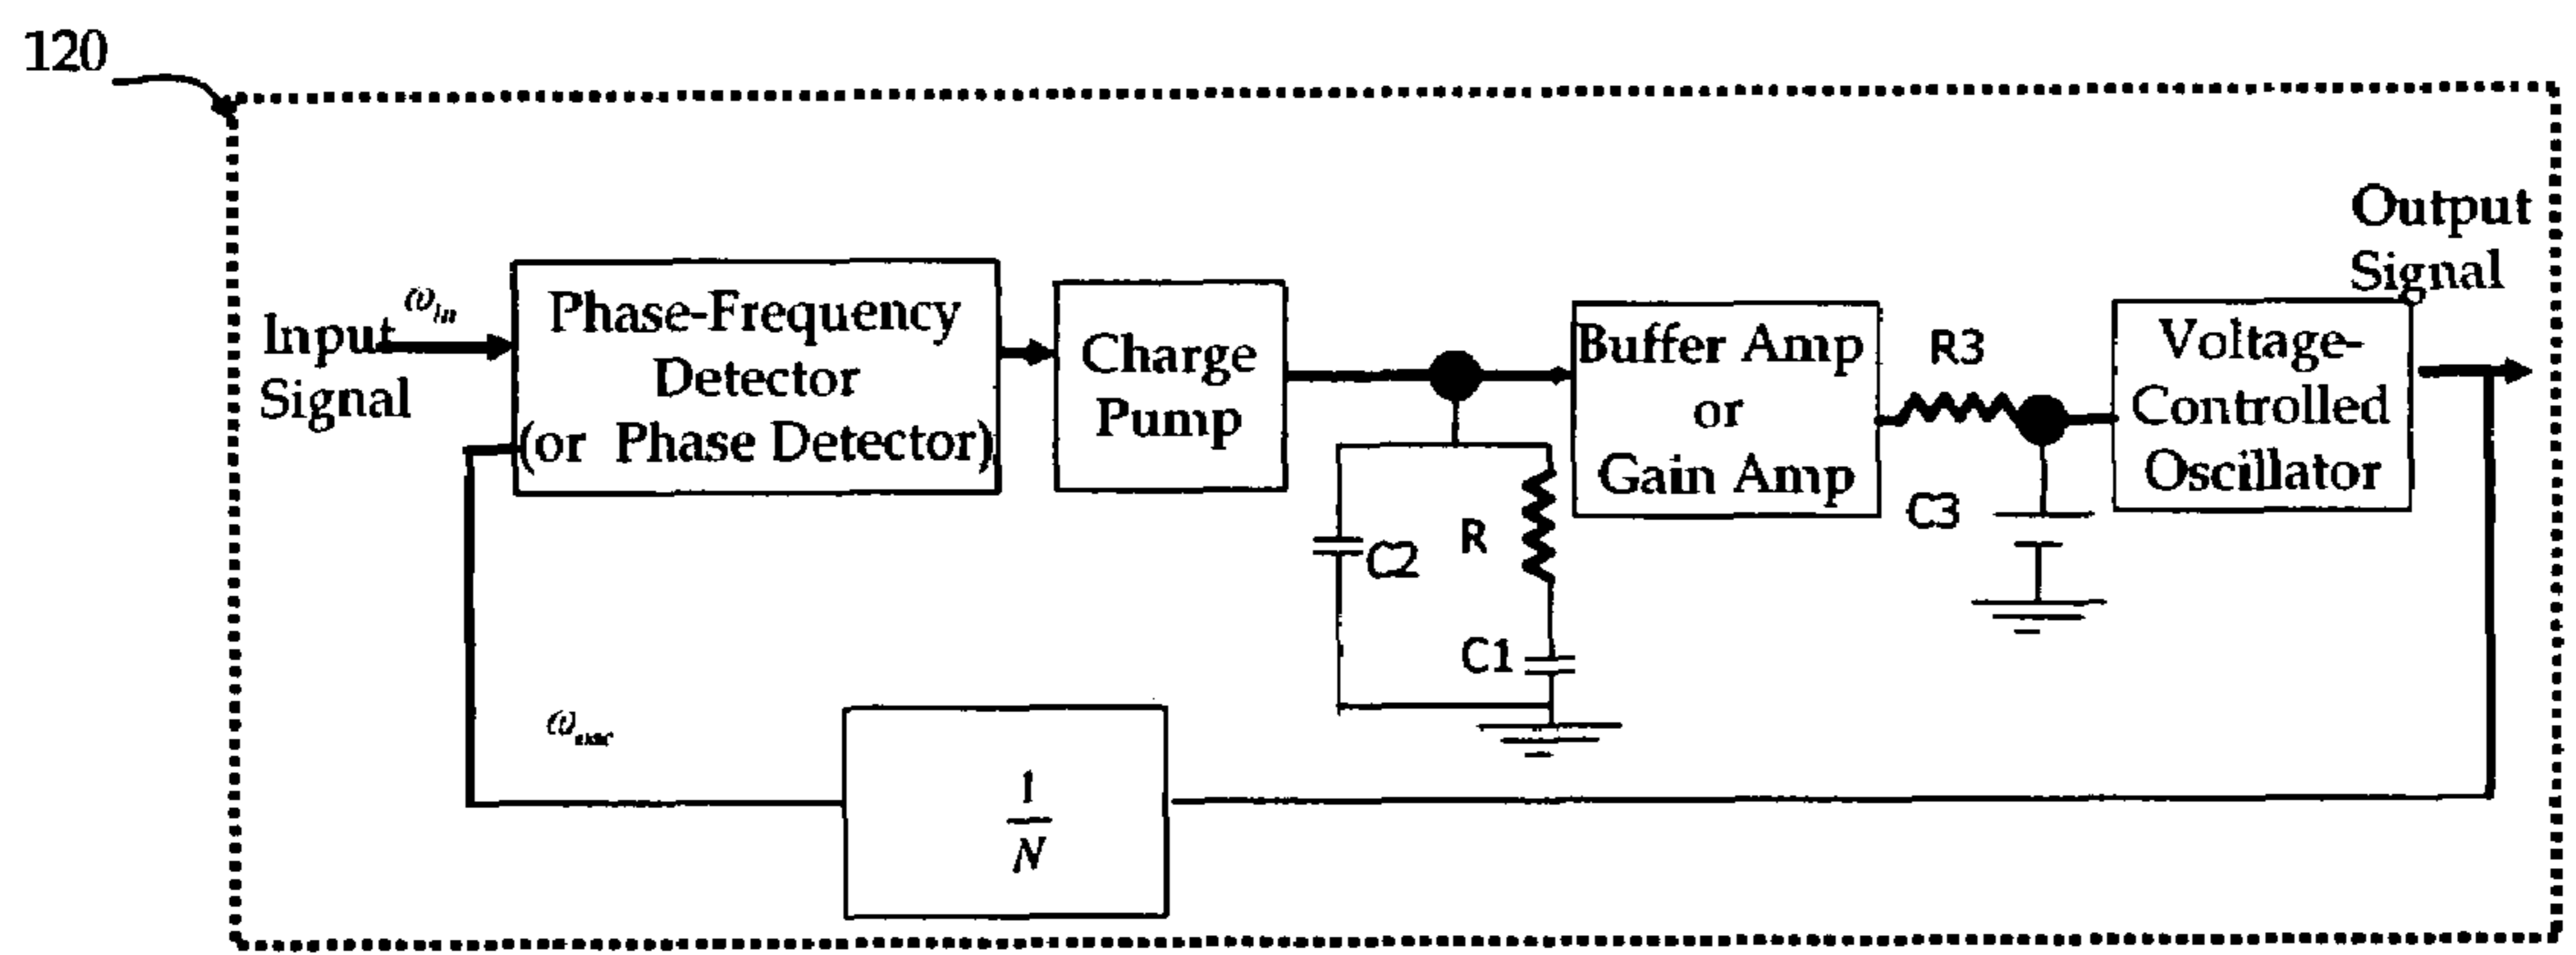 120
Output
Signal
Input
Signal
ω_in
Phase-Frequency
Detector
(or Phase Detector)
Charge
Pump
Buffer Amp
or
Gain Amp
R3
Voltage-
Controlled
Oscillator
C3
C2
R
C1
1
N